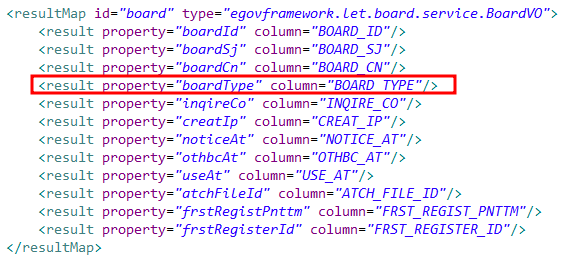 <resultMap id="board" type="egovframework.let.board.service.BoardVO">
<result property="boardId" column="BOARD_ID"/>
<result property="boardSj" column="BOARD_SJ"/>
<result property="boardCn" column="BOARD_CN"/>
<result property="boardType" column="BOARD_TYPE"/>
<result property="inqireCo" column="INQIRE_CO"/>
<result property="creatIp" column="CREAT_IP"/>
<result property="noticeAt" column="NOTICE_AT"/>
<result property="othbcAt" column="OTHBC_AT"/>
<result property="useAt" column="USE_AT"/>
<result property="atchFileId" column="ATCH_FILE_ID"/>
<result property="frstRegistPnttm" column="FRST_REGIST_PNTTM"/>
<result property="frstRegisterId" column="FRST_REGISTER_ID"/>
</resultMap>